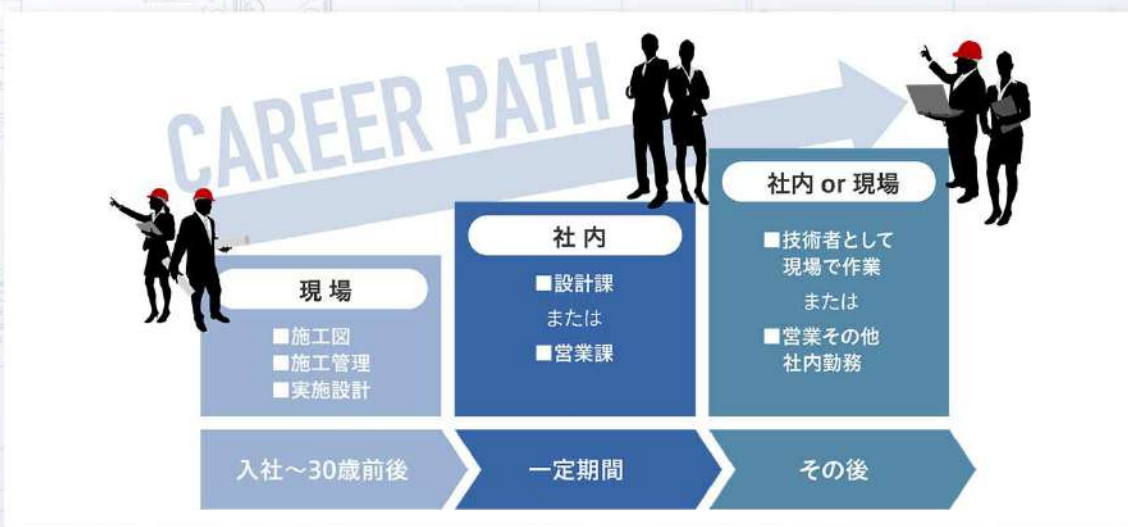 CAREER PATH
現場
■施工図
■施工管理
■実施設計
入社～30歳前後
社内
■設計課
または
■営業課
一定期間
社内 or 現場
■技術者として
現場で作業
または
■営業その他
社内勤務
その後